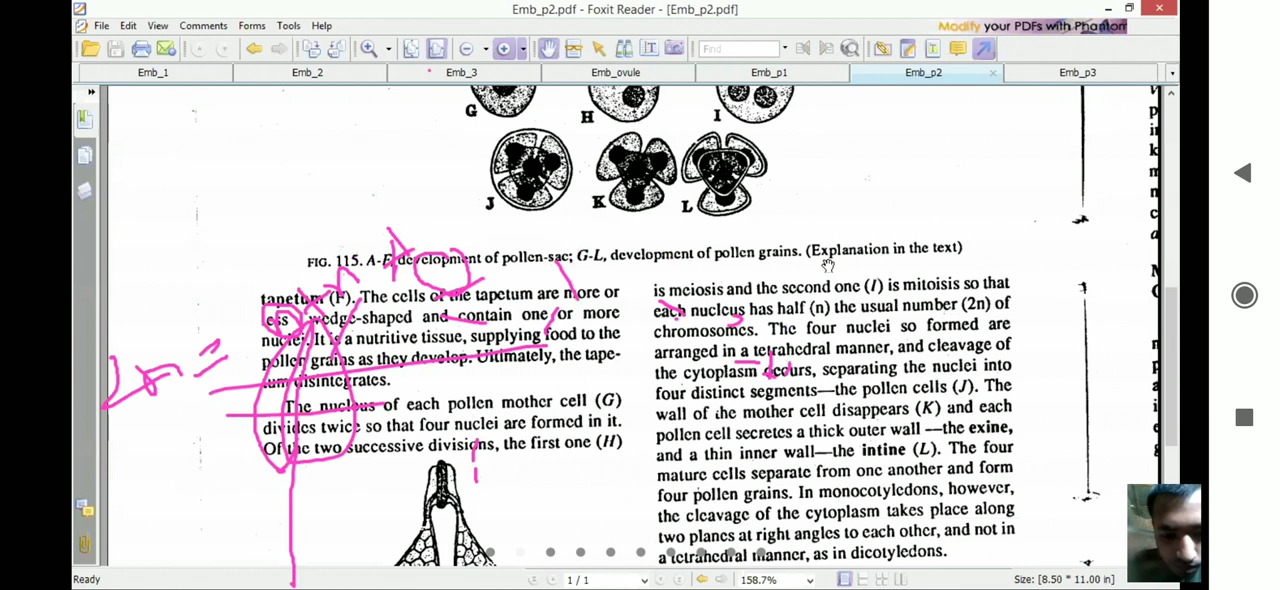 Emb_p2.pdf - Foxit Reader - [Emb_p2.pdf]
File Edit View Comments Forms Tools Help
Modify your PDFs with Phantom
Find
Emb_1 Emb_2 Emb_3 Emb_ovule Emb_p1 Emb_p2 Emb_p3
G H I
J K L
FIG. 115. A-E, development of pollen-sac; G-L, development of pollen grains. (Explanation in the text)
tapetum (F). The cells of the tapetum are more or
ess wedge-shaped and contain one or more
nuclei. It is a nutritive tissue, supplying food to the
pollen grains as they develop. Ultimately, the tape-
tum disintegrates.
The nucleus of each pollen mother cell (G)
divides twice so that four nuclei are formed in it.
Of the two successive divisions, the first one (H)
is meiosis and the second one (I) is mitoisis so that
each nucleus has half (n) the usual number (2n) of
chromosomes. The four nuclei so formed are
arranged in a tetrahedral manner, and cleavage of
the cytoplasm occurs, separating the nuclei into
four distinct segments—the pollen cells (J). The
wall of the mother cell disappears (K) and each
pollen cell secretes a thick outer wall —the exine,
and a thin inner wall—the intine (L). The four
mature cells separate from one another and form
four pollen grains. In monocotyledons, however,
the cleavage of the cytoplasm takes place along
two planes at right angles to each other, and not in
a tetrahedral manner, as in dicotyledons.
2n =
Ready 1 / 1 158.7% Size: [8.50 * 11.00 in]